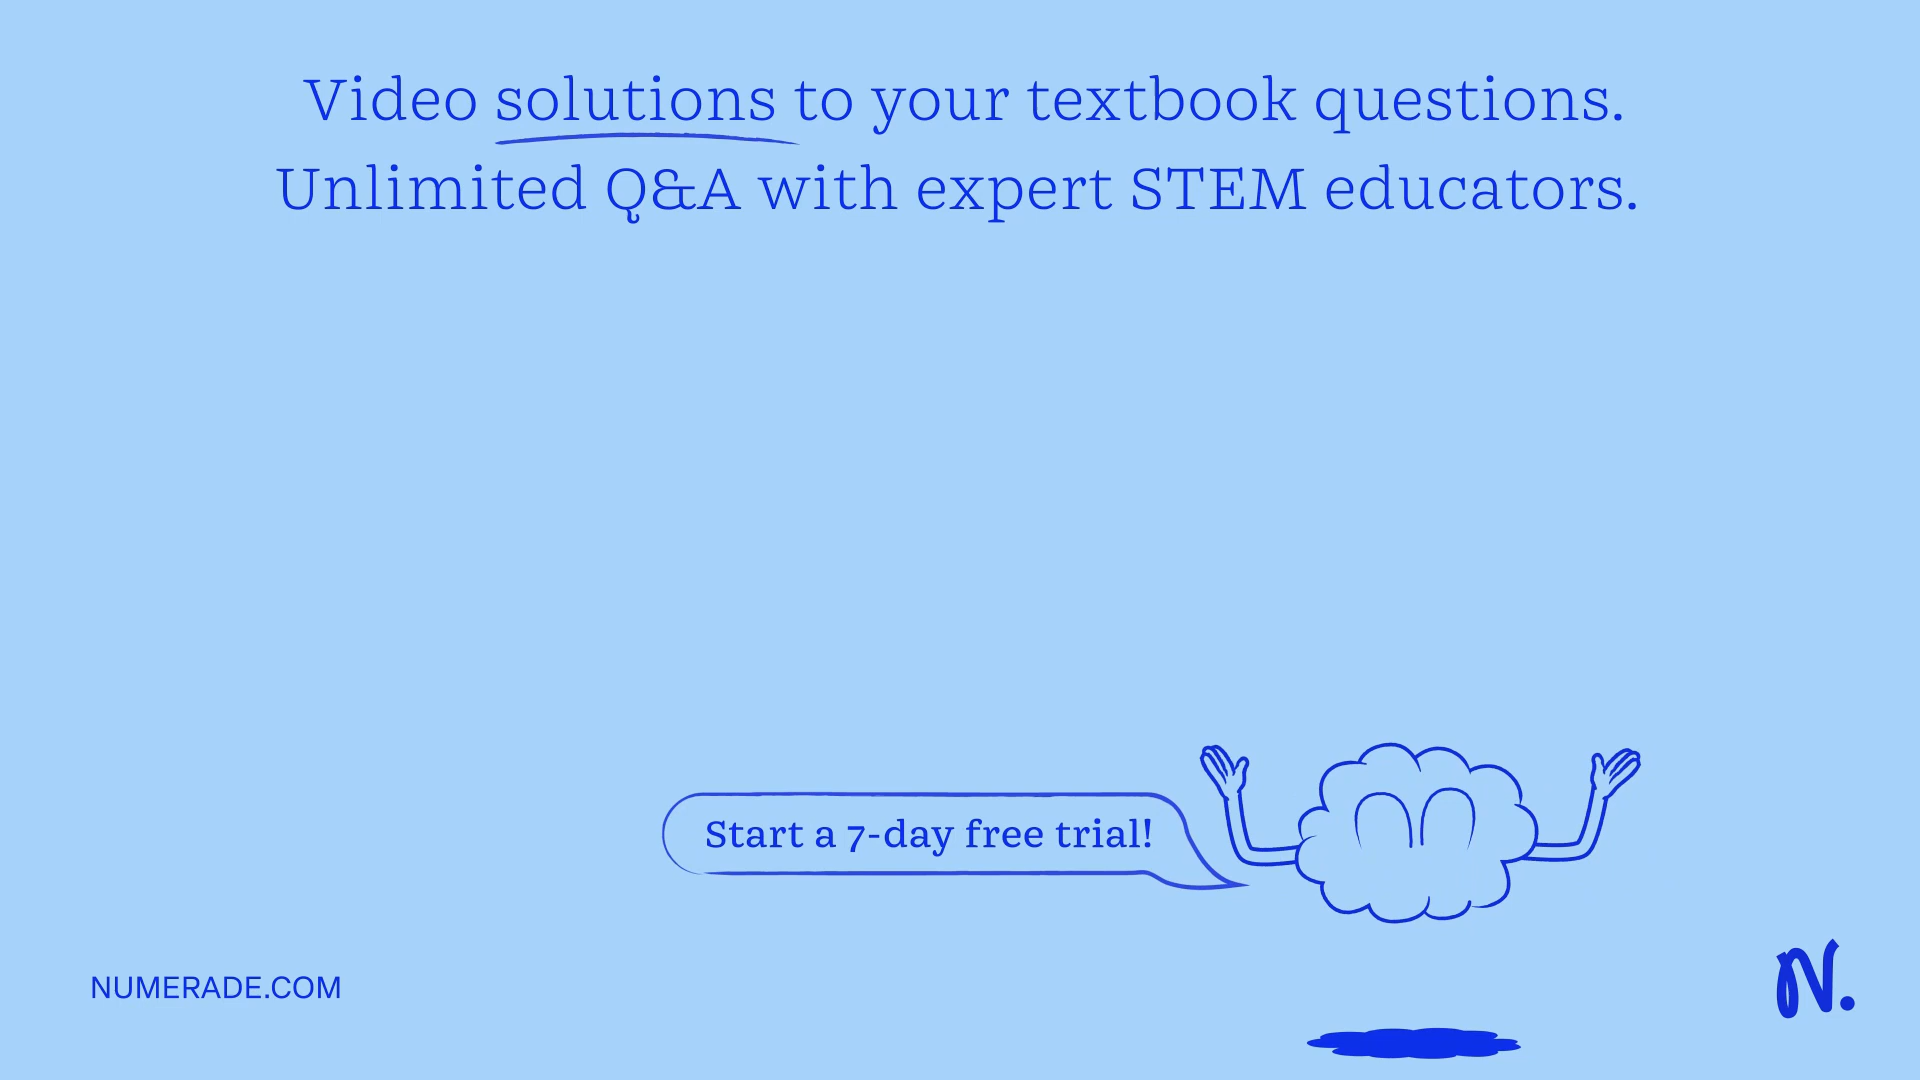 Video solutions to your textbook questions.
Unlimited Q&A with expert STEM educators.
Start a 7-day free trial!
NUMERADE.COM
N.